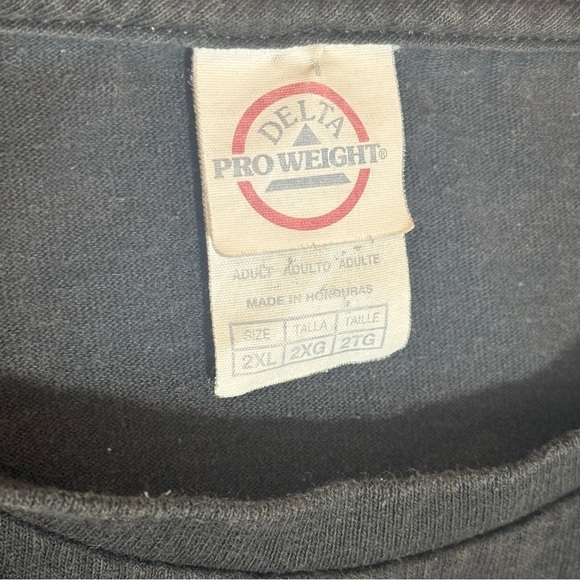 DELTA
PRO WEIGHT®
ADULT ADULTO ADULTE
MADE IN HONDURAS
SIZE TALLA TAILLE
2XL 2XG 2TG